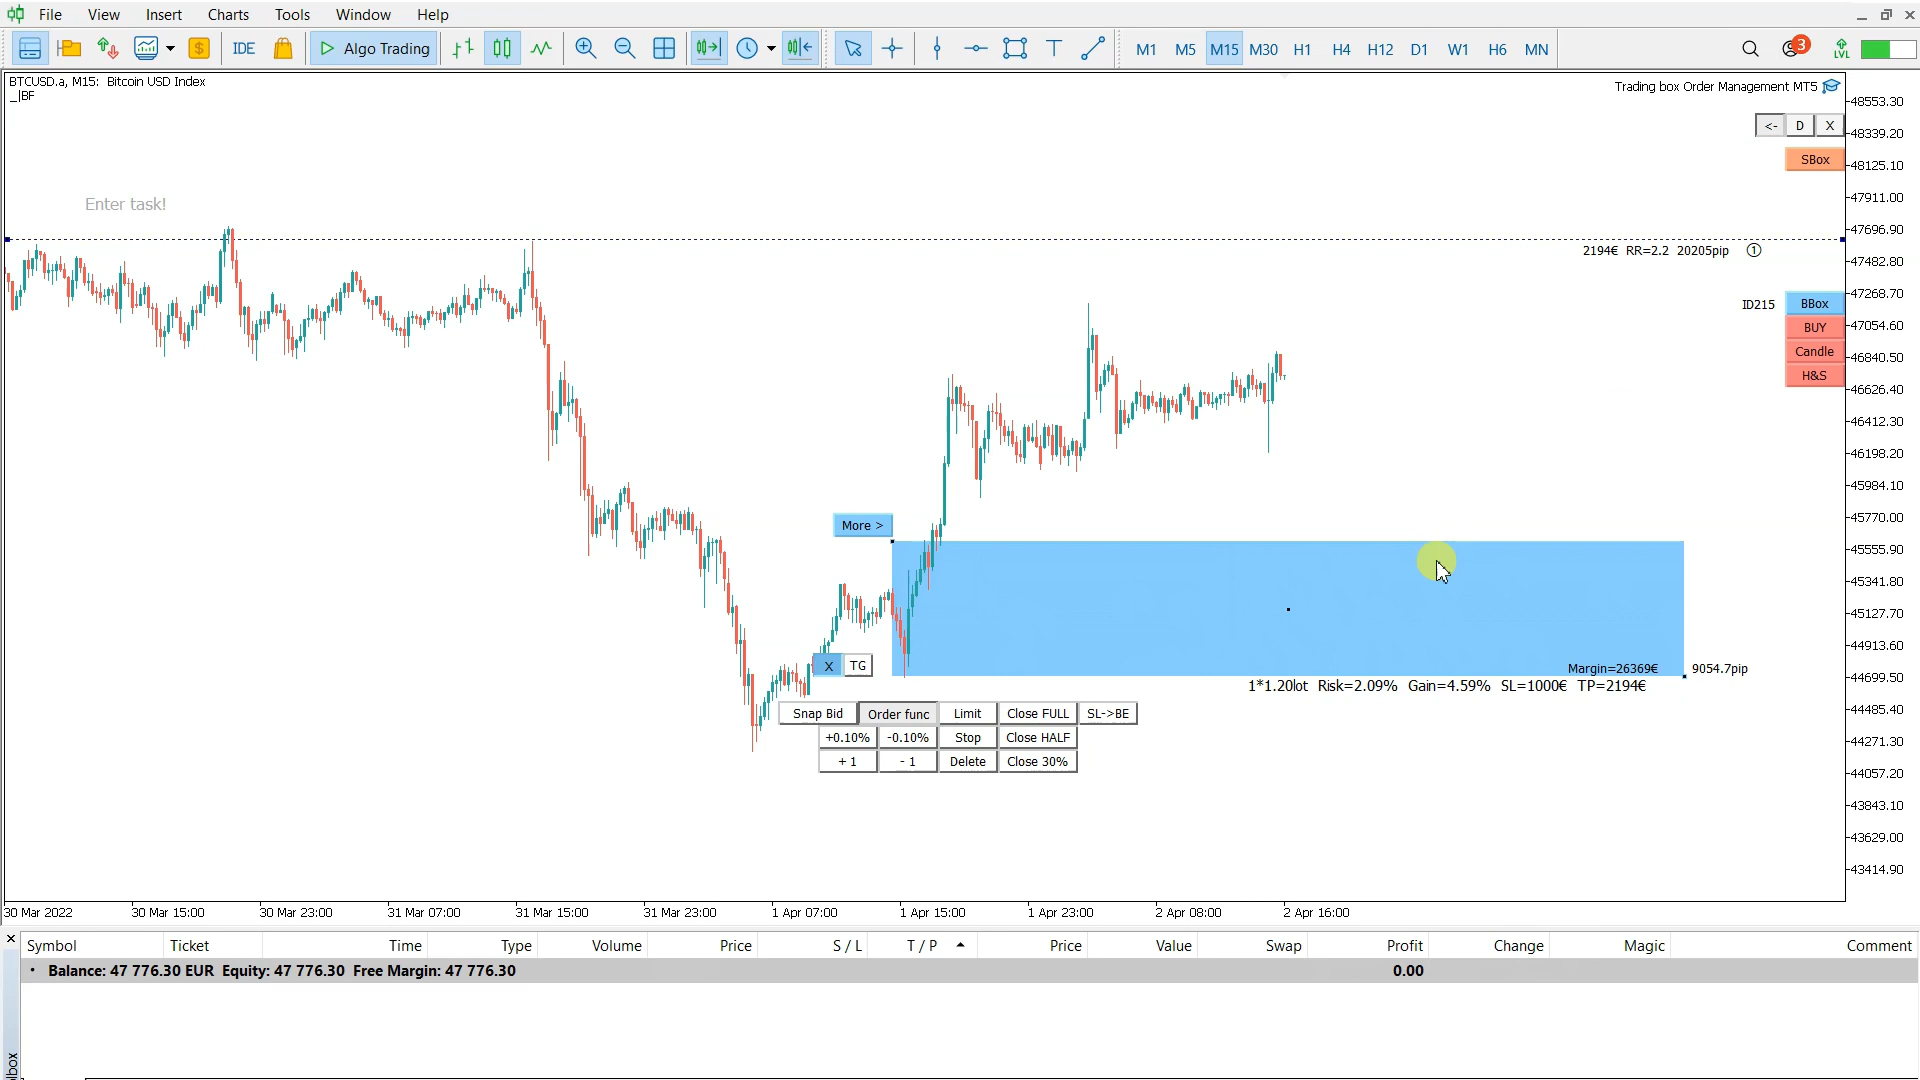 File View Insert Charts Tools Window Help
IDE Algo Trading M1 M5 M15 M30 H1 H4 H12 D1 W1 H6 MN 3 LVL
BTCUSD.a, M15: Bitcoin USD Index
_|BF
Trading box Order Management MT5
48553.30
<- D X
48339.20
SBox
48125.10
Enter task!
47911.00
47696.90
2194€ RR=2.2 20205pip 1
47482.80
47268.70
ID215 BBox
BUY
47054.60
Candle
46840.50
H&S
46626.40
46412.30
46198.20
45984.10
45770.00
More >
45555.90
45341.80
45127.70
44913.60
X TG
Margin=26369€ 9054.7pip
44699.50
1*1.20lot Risk=2.09% Gain=4.59% SL=1000€ TP=2194€
44485.40
Snap Bid Order func Limit Close FULL SL->BE
+0.10% -0.10% Stop Close HALF
44271.30
+ 1 - 1 Delete Close 30%
44057.20
43843.10
43629.00
43414.90
30 Mar 2022 30 Mar 15:00 30 Mar 23:00 31 Mar 07:00 31 Mar 15:00 31 Mar 23:00 1 Apr 07:00 1 Apr 15:00 1 Apr 23:00 2 Apr 08:00 2 Apr 16:00
Symbol Ticket Time Type Volume Price S / L T / P Price Value Swap Profit Change Magic Comment
Balance: 47 776.30 EUR Equity: 47 776.30 Free Margin: 47 776.30 0.00
lbox